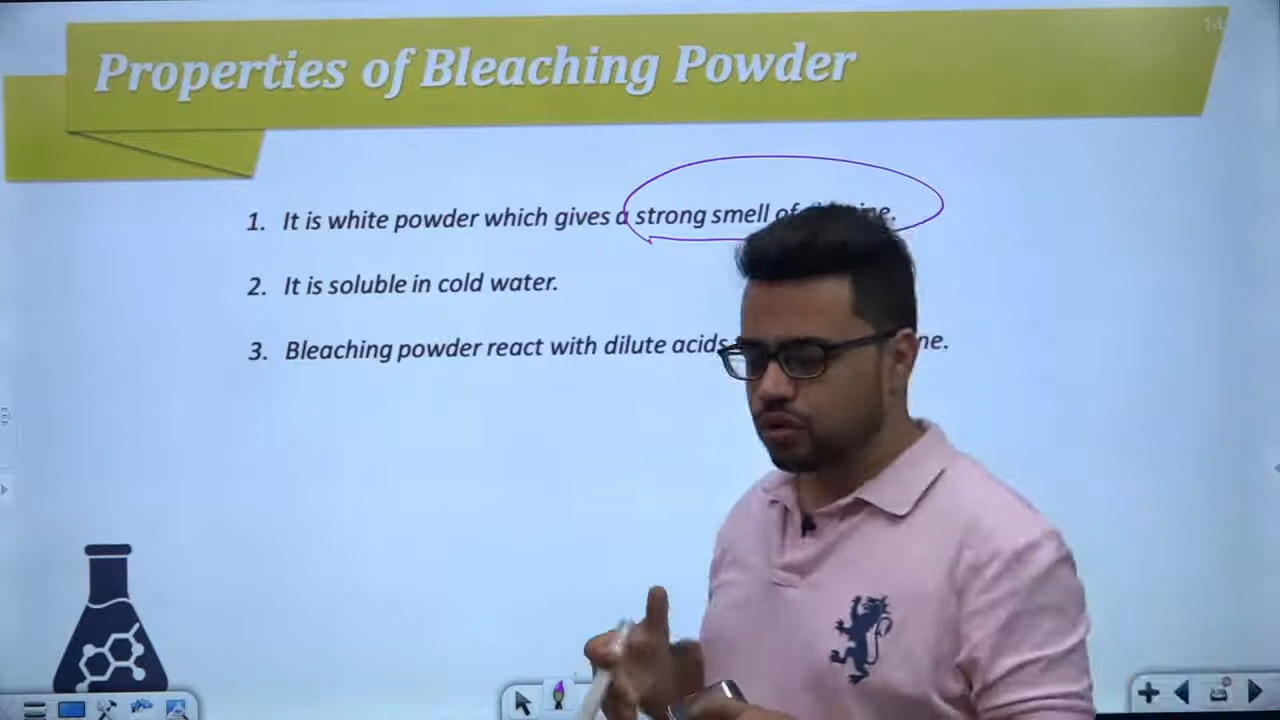 14
Properties of Bleaching Powder
1. It is white powder which gives a strong smell of
2. It is soluble in cold water.
3. Bleaching powder react with dilute acids